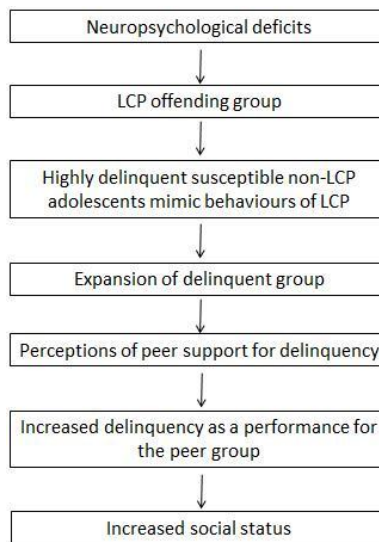 Neuropsychological deficits
LCP offending group
Highly delinquent susceptible non-LCP
adolescents mimic behaviours of LCP
Expansion of delinquent group
Perceptions of peer support for delinquency
Increased delinquency as a performance for
the peer group
Increased social status